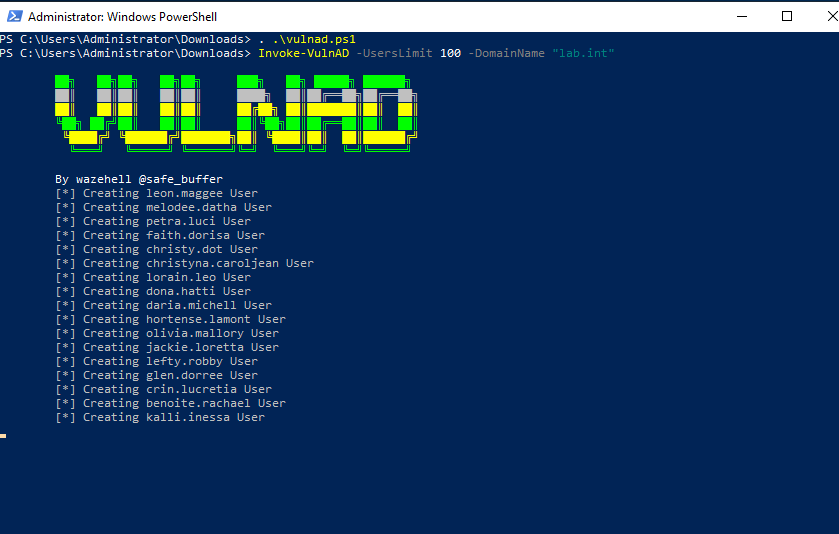 Administrator: Windows PowerShell
PS C:\Users\Administrator\Downloads> . .\vulnad.ps1
PS C:\Users\Administrator\Downloads> Invoke-VulnAD -UsersLimit 100 -DomainName "lab.int"
VULNAD
By wazehell @safe_buffer
[*] Creating leon.maggee User
[*] Creating melodee.datha User
[*] Creating petra.luci User
[*] Creating faith.dorisa User
[*] Creating christy.dot User
[*] Creating christyna.caroljean User
[*] Creating lorain.leo User
[*] Creating dona.hatti User
[*] Creating daria.michell User
[*] Creating hortense.lamont User
[*] Creating olivia.mallory User
[*] Creating jackie.loretta User
[*] Creating lefty.robby User
[*] Creating glen.dorree User
[*] Creating crin.lucretia User
[*] Creating benoite.rachael User
[*] Creating kalli.inessa User